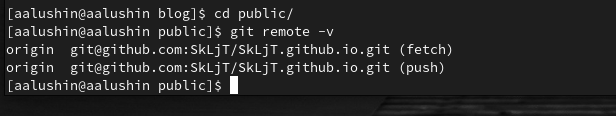 [aalushin@aalushin blog]$ cd public/
[aalushin@aalushin public]$ git remote -v
origin  git@github.com:SkLjT/SkLjT.github.io.git (fetch)
origin  git@github.com:SkLjT/SkLjT.github.io.git (push)
[aalushin@aalushin public]$